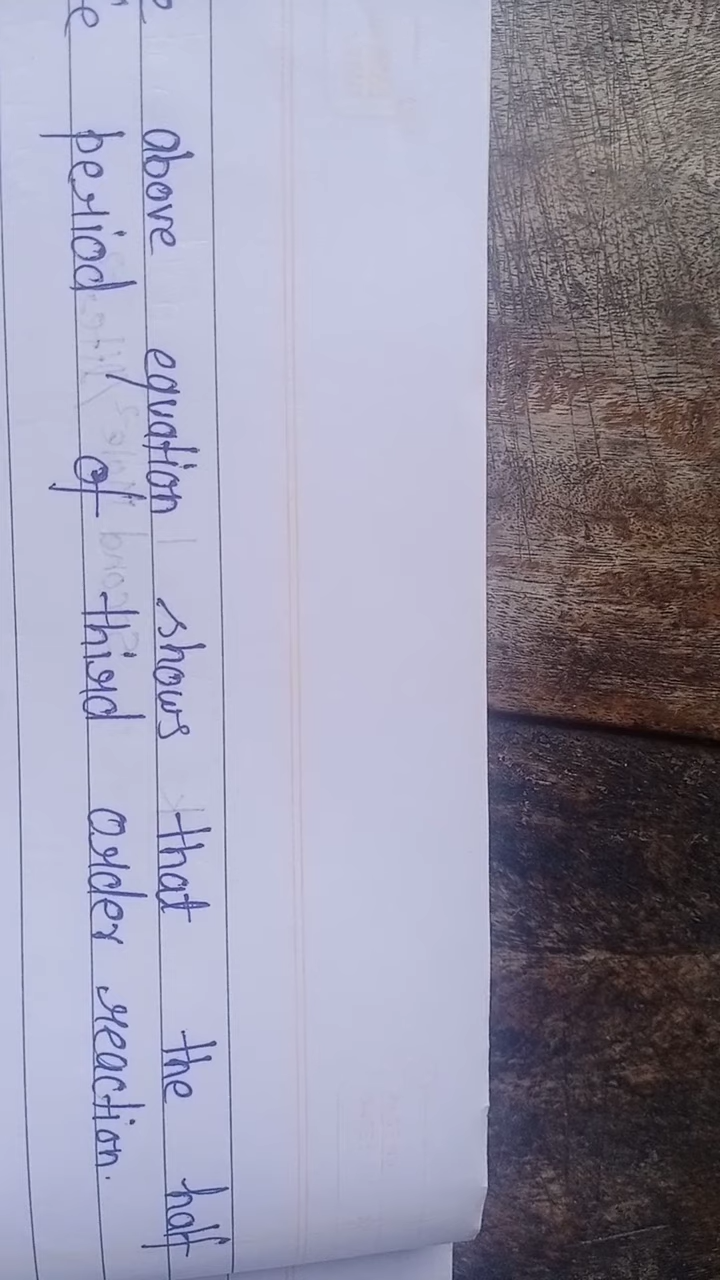 above equation shows that the half
period of third order reaction.